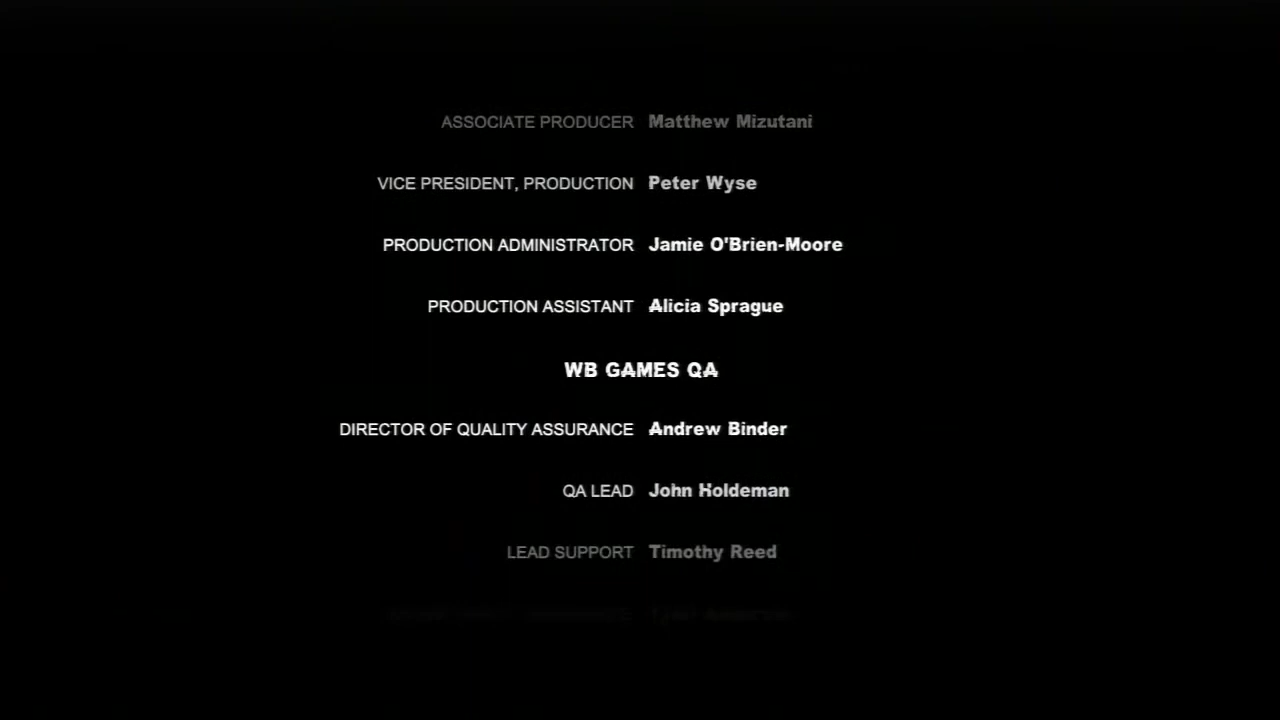 ASSOCIATE PRODUCER Matthew Mizutani
VICE PRESIDENT, PRODUCTION Peter Wyse
PRODUCTION ADMINISTRATOR Jamie O'Brien-Moore
PRODUCTION ASSISTANT Alicia Sprague
WB GAMES QA
DIRECTOR OF QUALITY ASSURANCE Andrew Binder
QA LEAD John Holdeman
LEAD SUPPORT Timothy Reed